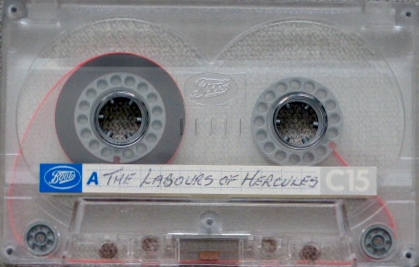 Boots
Boots A THE LABOURS OF HERCULES C15